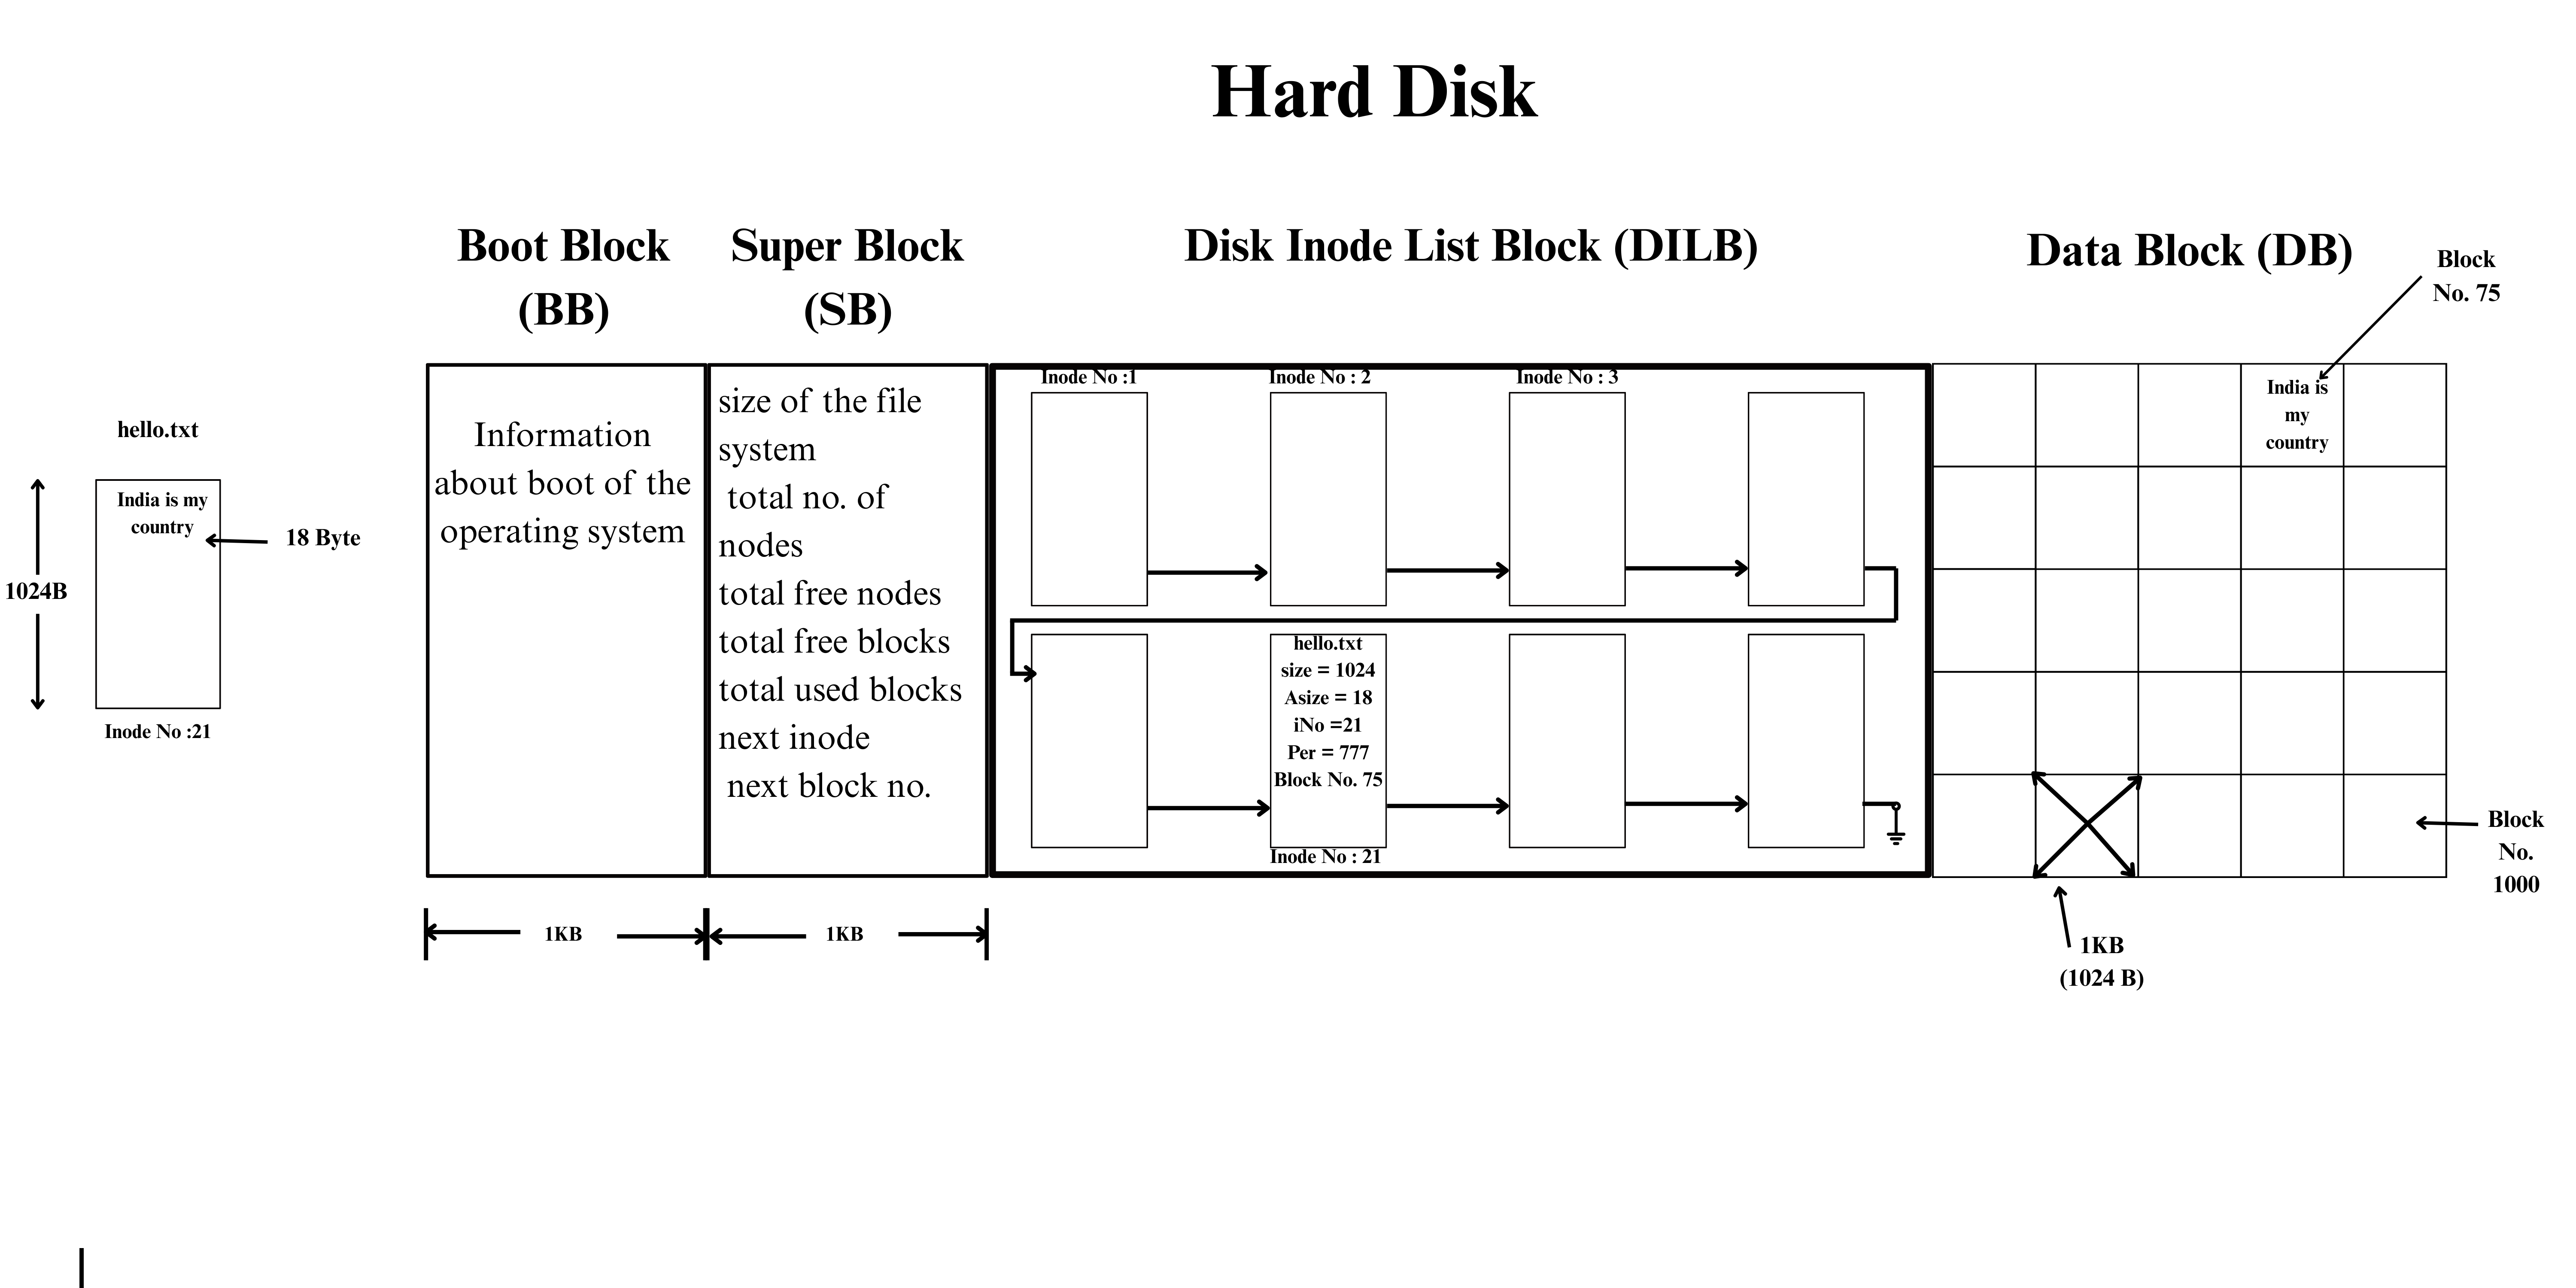 Hard Disk
Boot Block
(BB)
Super Block
(SB)
Disk Inode List Block (DILB)
Data Block (DB)
Block
No. 75
hello.txt
India is my
country
18 Byte
1024B
Inode No :21
Information
about boot of the
operating system
size of the file
system
total no. of
nodes
total free nodes
total free blocks
total used blocks
next inode
next block no.
Inode No :1
Inode No : 2
Inode No : 3
hello.txt
size = 1024
Asize = 18
iNo =21
Per = 777
Block No. 75
Inode No : 21
India is
my
country
Block
No.
1000
1KB
1KB
1KB
(1024 B)